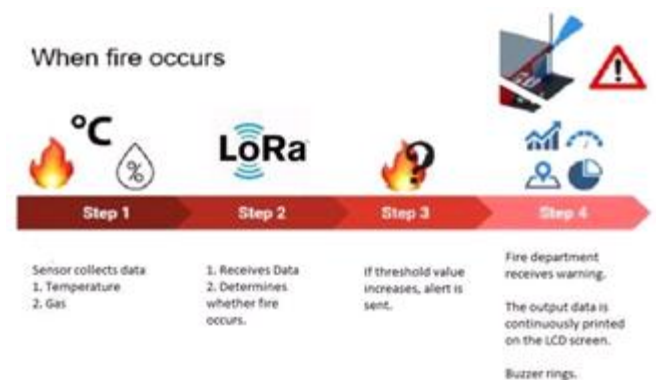 When fire occurs
°C
%
LoRa
?
!
Step 1
Step 2
Step 3
Step 4
Sensor collects data
1. Temperature
2. Gas
1. Receives Data
2. Determines
whether fire
occurs.
If threshold value
increases, alert is
sent.
Fire department
receives warning.
The output data is
continuously printed
on the LCD screen.
Buzzer rings.